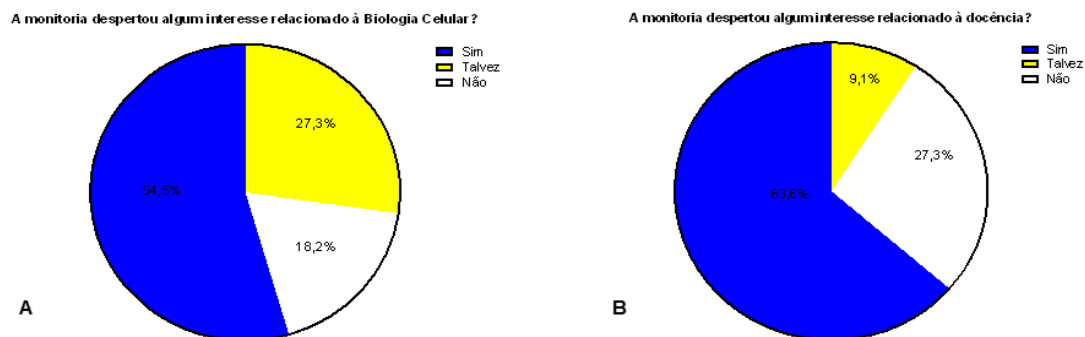 A monitoria despertou algum interesse relacionado à Biologia Celular?
Sim
Talvez
Não
27,3%
54,5%
18,2%
A
A monitoria despertou algum interesse relacionado à docência?
Sim
Talvez
Não
9,1%
27,3%
63,6%
B